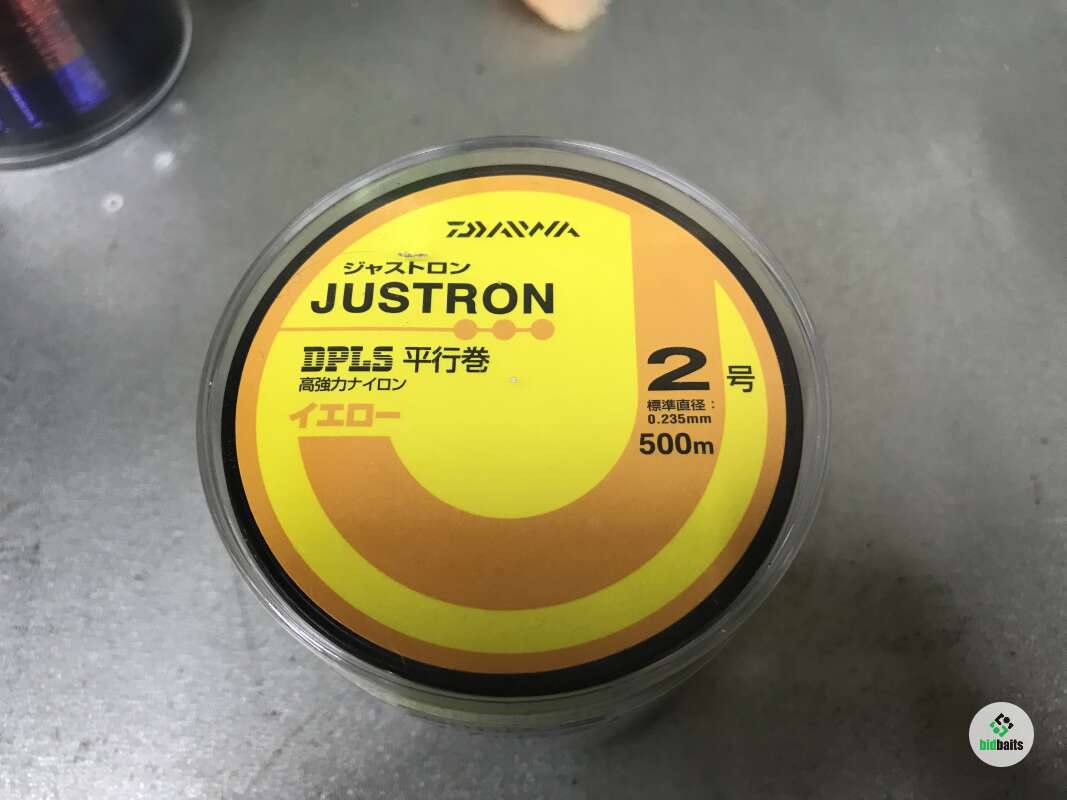 DAIWA
ジャストロン
JUSTRON
DPLS 平行巻
高強力ナイロン
イエロー
2号
標準直径：
0.235mm
500m
bidbaits